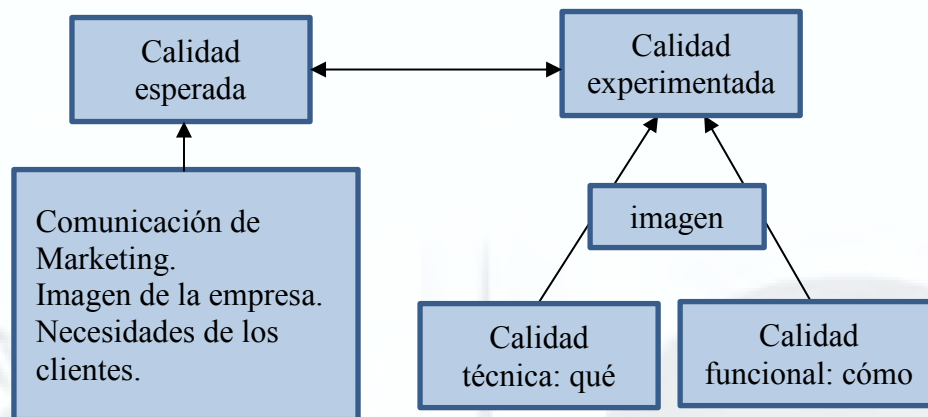 Calidad
esperada
Calidad
experimentada
Comunicación de
Marketing.
Imagen de la empresa.
Necesidades de los
clientes.
imagen
Calidad
técnica: qué
Calidad
funcional: cómo